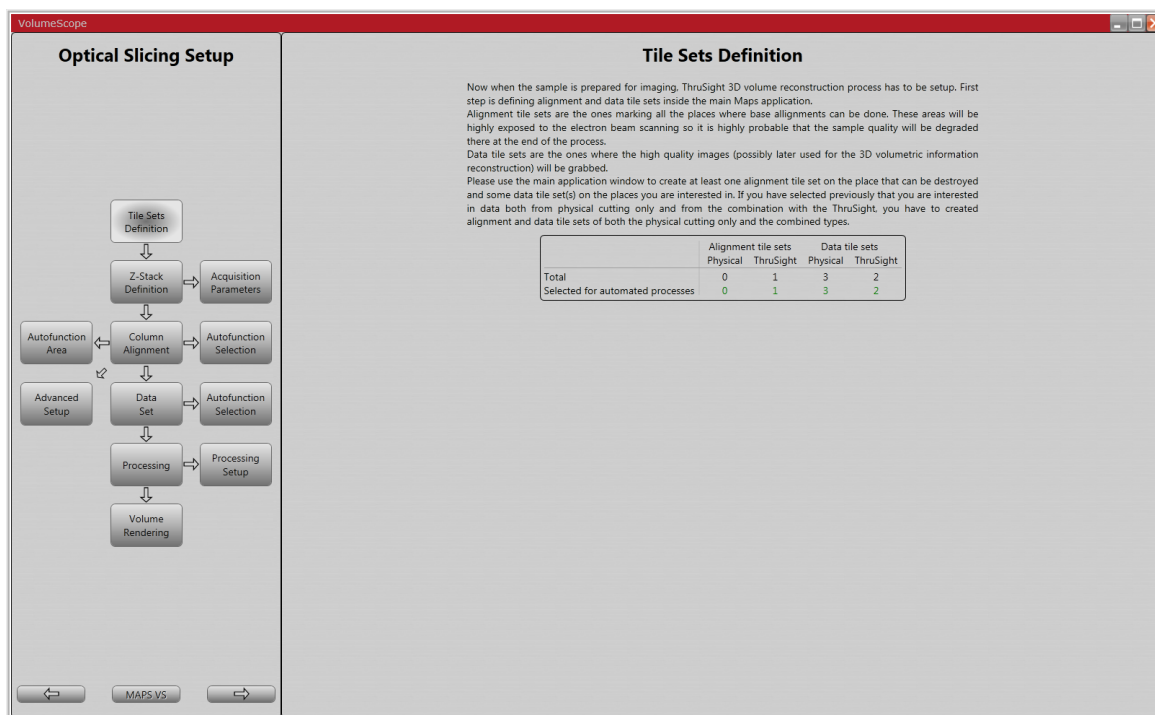 VolumeScope
Optical Slicing Setup
Tile Sets
Definition
Z-Stack
Definition
Acquisition
Parameters
Autofunction
Area
Column
Alignment
Autofunction
Selection
Advanced
Setup
Data
Set
Autofunction
Selection
Processing
Processing
Setup
Volume
Rendering
MAPS VS
Tile Sets Definition
Now when the sample is prepared for imaging, ThruSight 3D volume reconstruction process has to be setup. First
step is defining alignment and data tile sets inside the main Maps application.
Alignment tile sets are the ones marking all the places where base allignments can be done. These areas will be
highly exposed to the electron beam scanning so it is highly probable that the sample quality will be degraded
there at the end of the process.
Data tile sets are the ones where the high quality images (possibly later used for the 3D volumetric information
reconstruction) will be grabbed.
Please use the main application window to create at least one alignment tile set on the place that can be destroyed
and some data tile set(s) on the places you are interested in. If you have selected previously that you are interested
in data both from physical cutting only and from the combination with the ThruSight, you have to created
alignment and data tile sets of both the physical cutting only and the combined types.
Alignment tile sets Data tile sets
Physical ThruSight Physical ThruSight
Total 0 1 3 2
Selected for automated processes 0 1 3 2